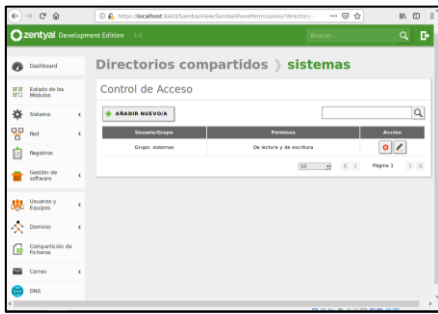 https://localhost:8443/Samba/View/SambaSharePermissions?directory
zentyal Development Edition 5.0
Buscar...
Directorios compartidos › sistemas
Dashboard
Estado de los
Módulos
Sistema
Red
Registros
Gestión de
software
Usuarios y
Equipos
Dominio
Compartición de
Ficheros
Correo
DNS
Control de Acceso
AÑADIR NUEVO/A
Usuario/Grupo Permisos Acción
Grupo: sistemas De lectura y de escritura
10 Página 1